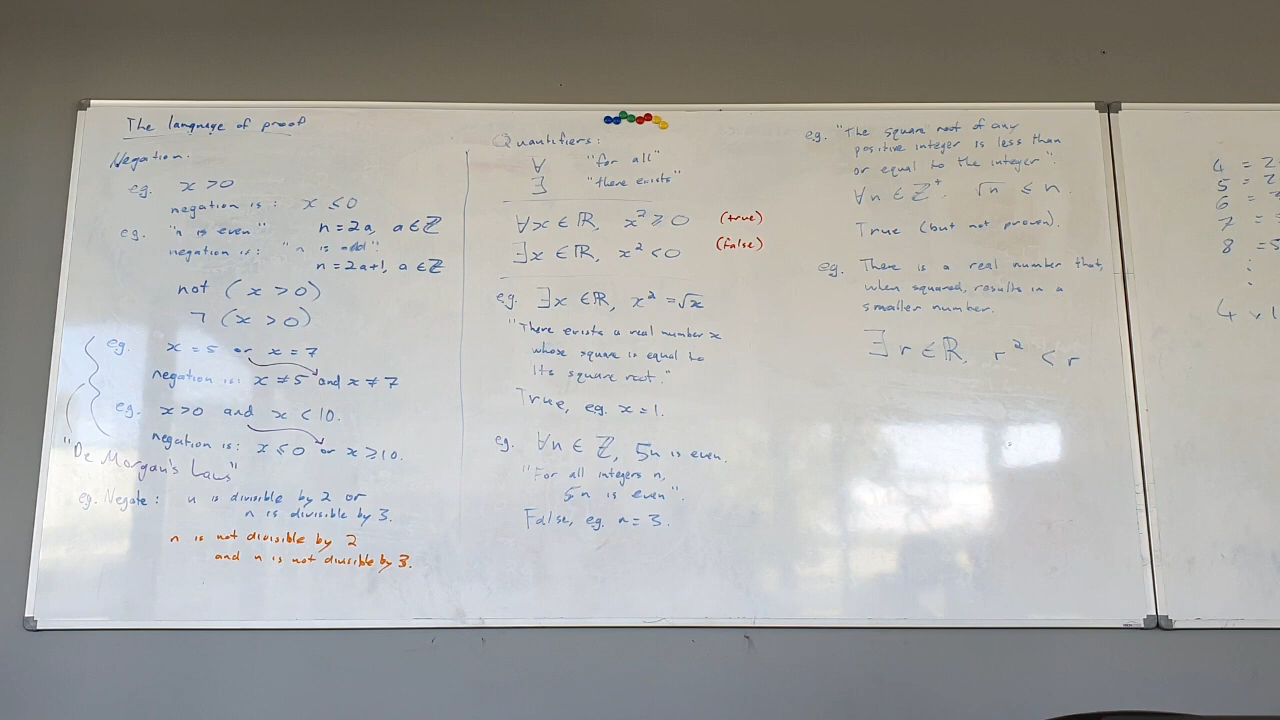 The language of proof
Negation:
eg. x > 0
negation is: x ≤ 0
eg. "n is even" n = 2a, a ∈ ℤ
negation is: "n is odd".
n = 2a+1, a ∈ ℤ
not (x > 0)
¬ (x > 0)
eg. x = 5 or x = 7
negation is: x ≠ 5 and x ≠ 7
eg. x > 0 and x < 10.
negation is: x ≤ 0 or x ≥ 10.
"De Morgan's Laws"
eg. Negate: n is divisible by 2 or
n is divisible by 3.
n is not divisible by 2
and n is not divisible by 3.
Quantifiers:
∀ "for all"
∃ "there exists"
∀x ∈ ℝ, x² ≥ 0 (true)
∃x ∈ ℝ, x² < 0 (false)
eg. ∃x ∈ ℝ, x² = √x
"There exists a real number x
whose square is equal to
its square root."
True, eg. x = 1.
eg. ∀n ∈ ℤ, 5n is even.
"For all integers n,
5n is even".
False, eg. n = 3.
eg. "The square root of any
positive integer is less than
or equal to the integer".
∀n ∈ ℤ⁺, √n ≤ n.
True (but not proven).
eg. There is a real number that,
when squared, results in a
smaller number.
∃r ∈ ℝ, r² < r
4 = 2
5 = 2
6 =
7 =
8 = 5